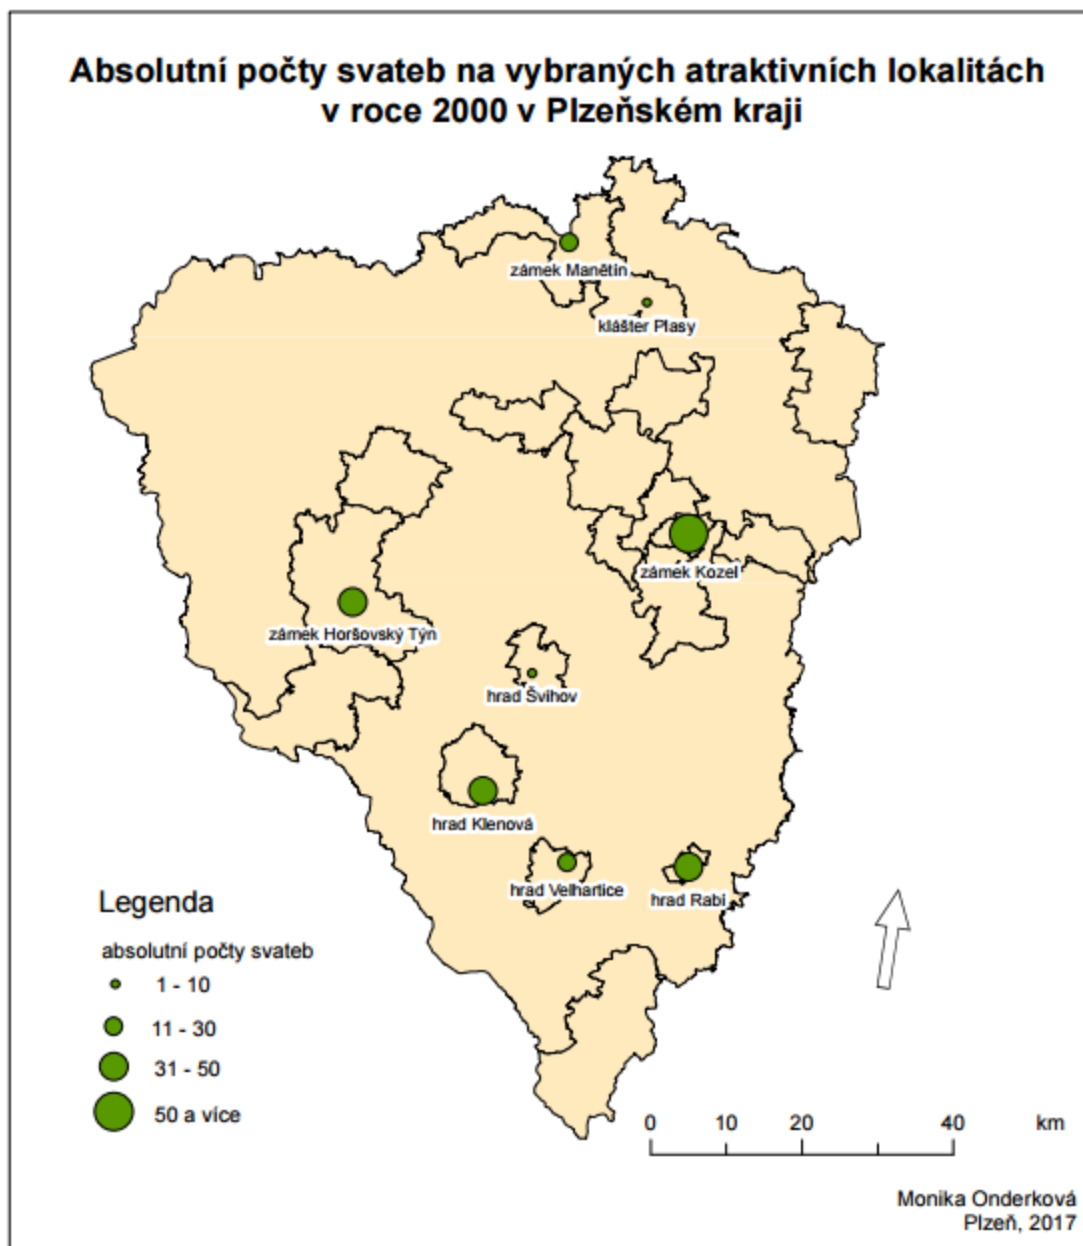 Absolutní počty svateb na vybraných atraktivních lokalitách
v roce 2000 v Plzeňském kraji
zámek Manětín
klášter Plasy
zámek Kozel
zámek Horšovský Týn
hrad Švihov
hrad Klenová
hrad Velhartice
hrad Rabí
Legenda
absolutní počty svateb
1 - 10
11 - 30
31 - 50
50 a více
0 10 20 40 km
Monika Onderková
Plzeň, 2017